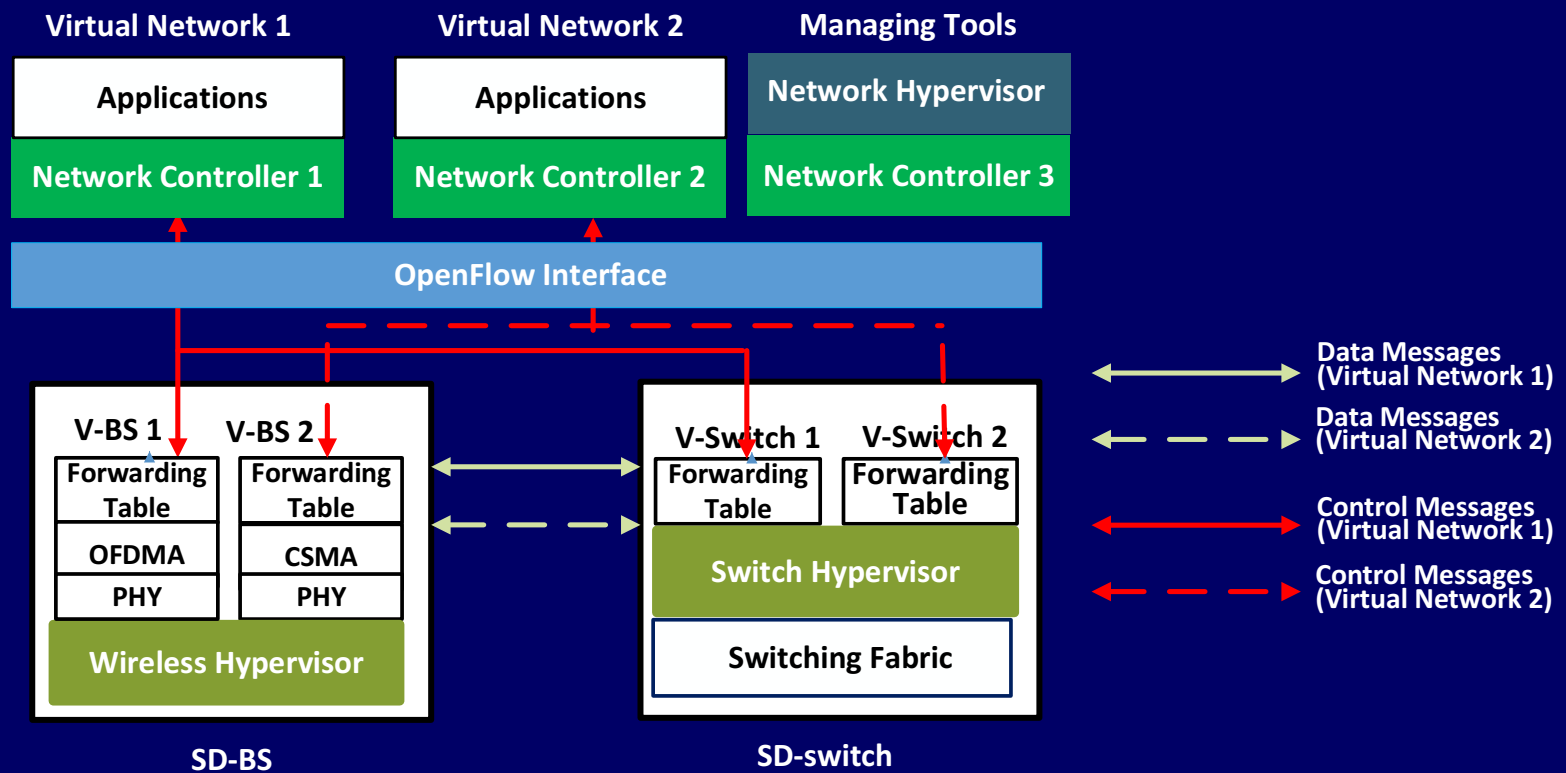 Virtual Network 1
Virtual Network 2
Managing Tools
Applications
Applications
Network Hypervisor
Network Controller 1
Network Controller 2
Network Controller 3
OpenFlow Interface
V-BS 1
V-BS 2
Forwarding
Table
OFDMA
PHY
Forwarding
Table
CSMA
PHY
Wireless Hypervisor
SD-BS
V-Switch 1
V-Switch 2
Forwarding
Table
Forwarding
Table
Switch Hypervisor
Switching Fabric
SD-switch
Data Messages
(Virtual Network 1)
Data Messages
(Virtual Network 2)
Control Messages
(Virtual Network 1)
Control Messages
(Virtual Network 2)